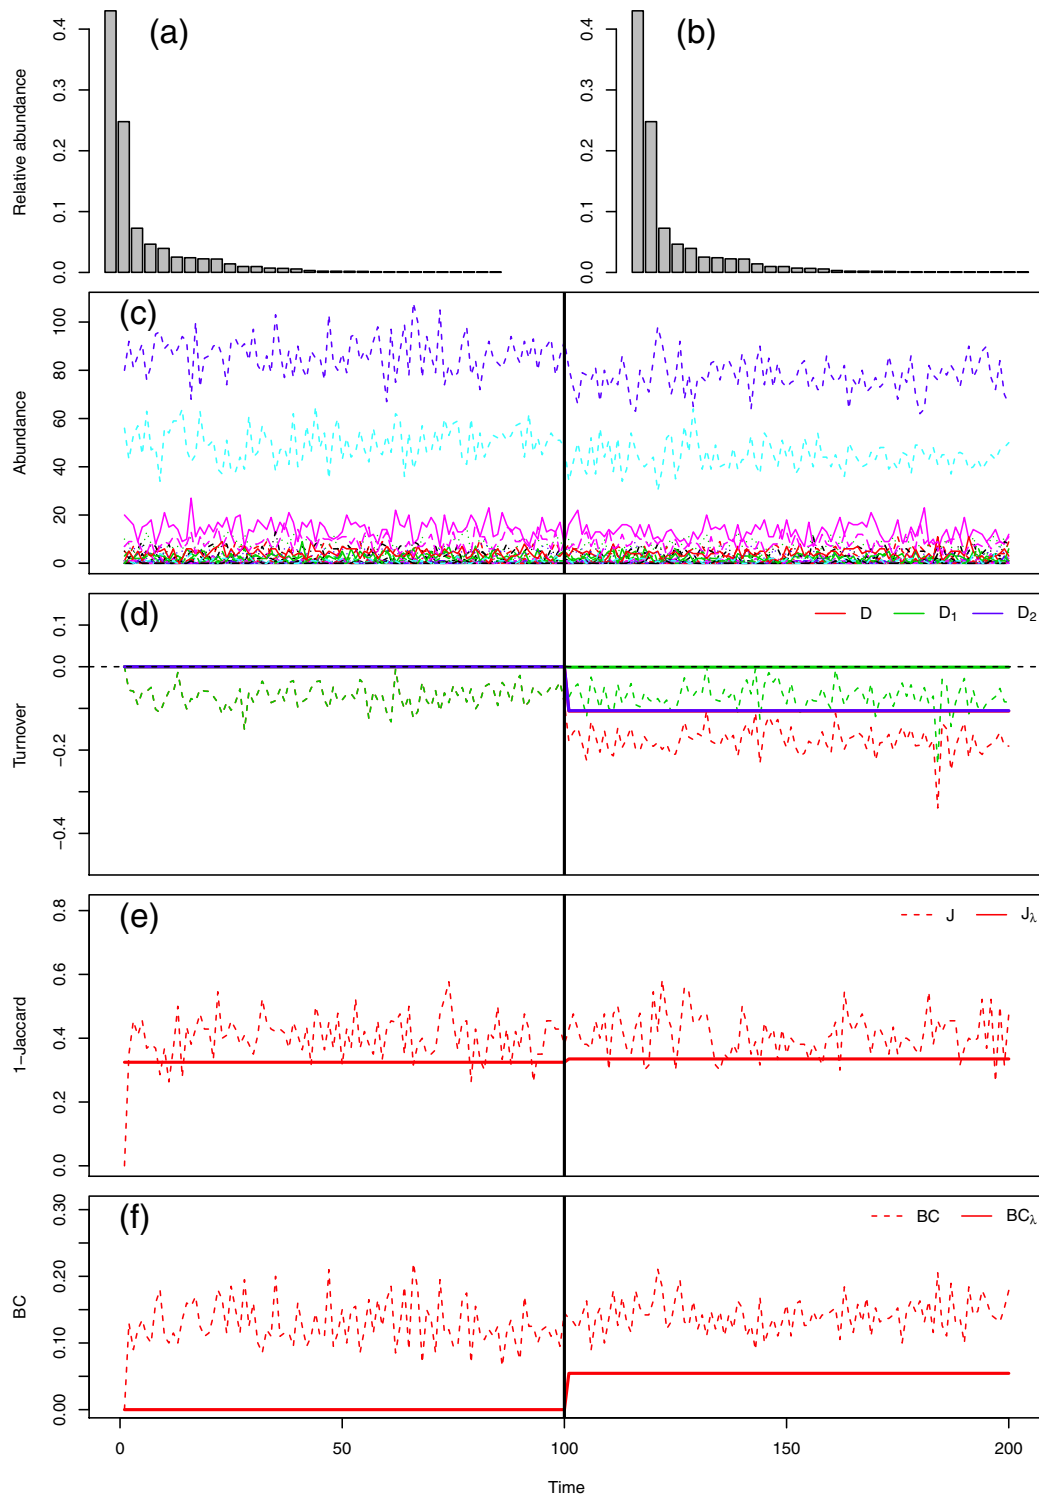 (a)
(b)
Relative abundance
0.4
0.3
0.2
0.1
0.0
0.4
0.3
0.2
0.1
0.0
(c)
Abundance
100
80
60
40
20
0
(d)
D
D1
D2
Turnover
0.1
0.0
−0.2
−0.4
(e)
J
Jλ
1−Jaccard
0.8
0.6
0.4
0.2
0.0
(f)
BC
BCλ
BC
0.30
0.20
0.10
0.00
0
50
100
150
200
Time